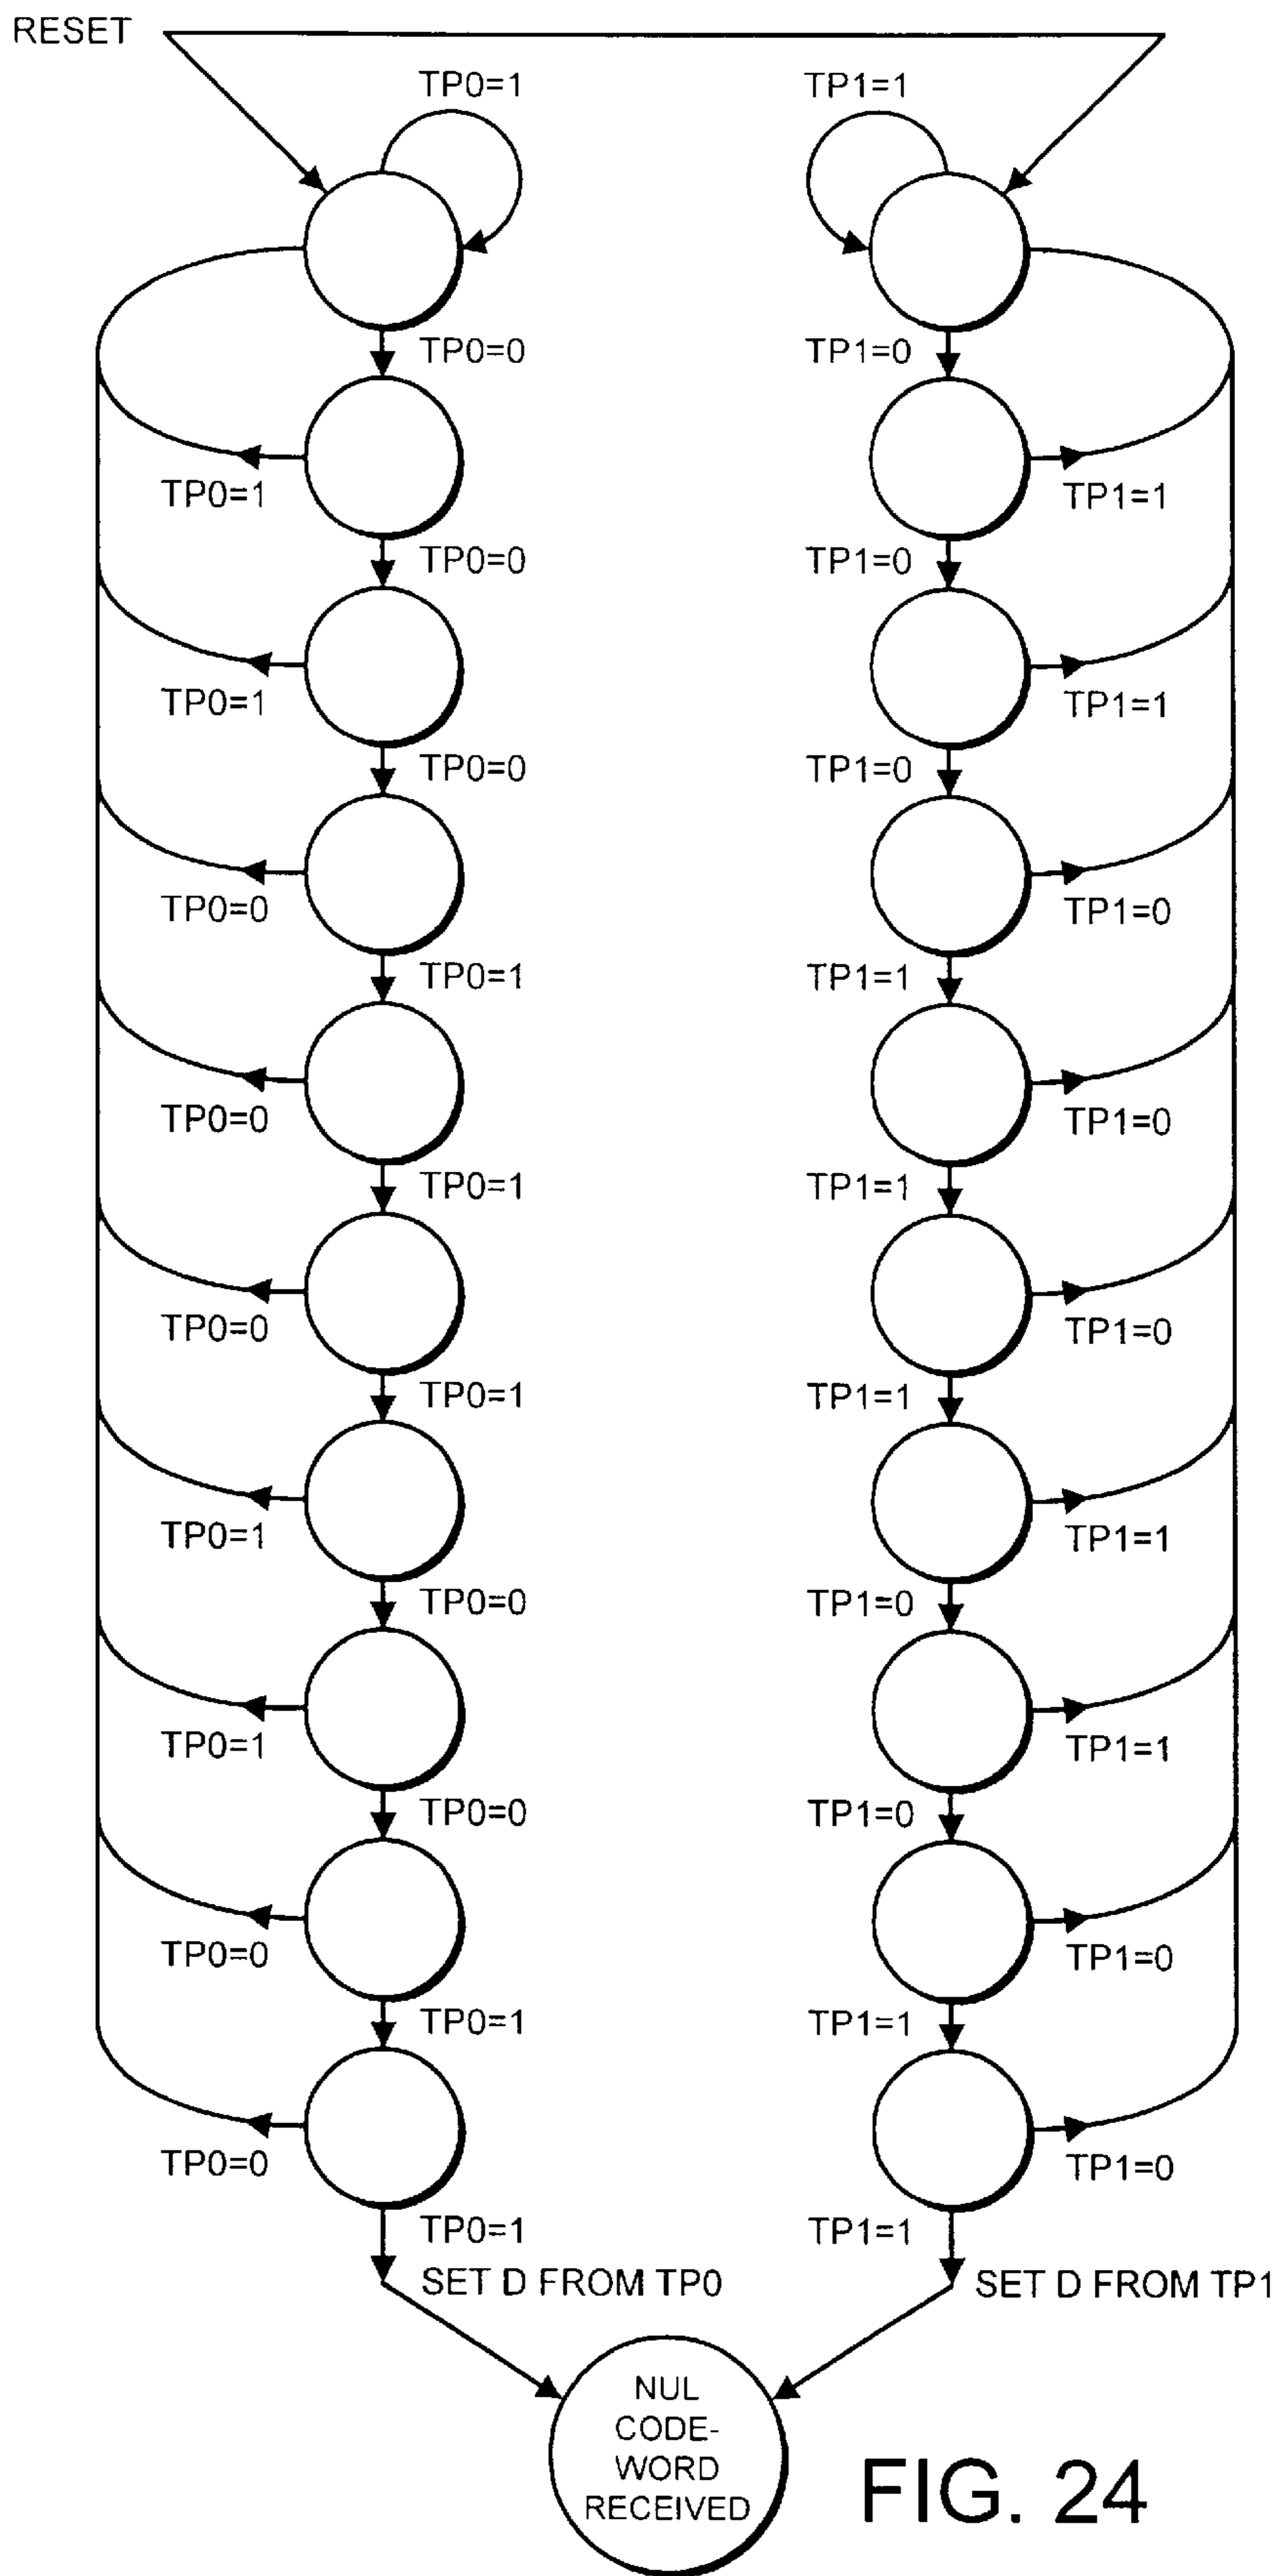 RESET
TP0=1 TP1=1
TP0=0 TP1=0
TP0=1 TP1=1
TP0=0 TP1=0
TP0=1 TP1=1
TP0=0 TP1=0
TP0=0 TP1=0
TP0=1 TP1=1
TP0=0 TP1=0
TP0=1 TP1=1
TP0=0 TP1=0
TP0=1 TP1=1
TP0=1 TP1=1
TP0=0 TP1=0
TP0=1 TP1=1
TP0=0 TP1=0
TP0=0 TP1=0
TP0=1 TP1=1
TP0=0 TP1=0
TP0=1 TP1=1
SET D FROM TP0 SET D FROM TP1
NUL
CODE-
WORD
RECEIVED
FIG. 24